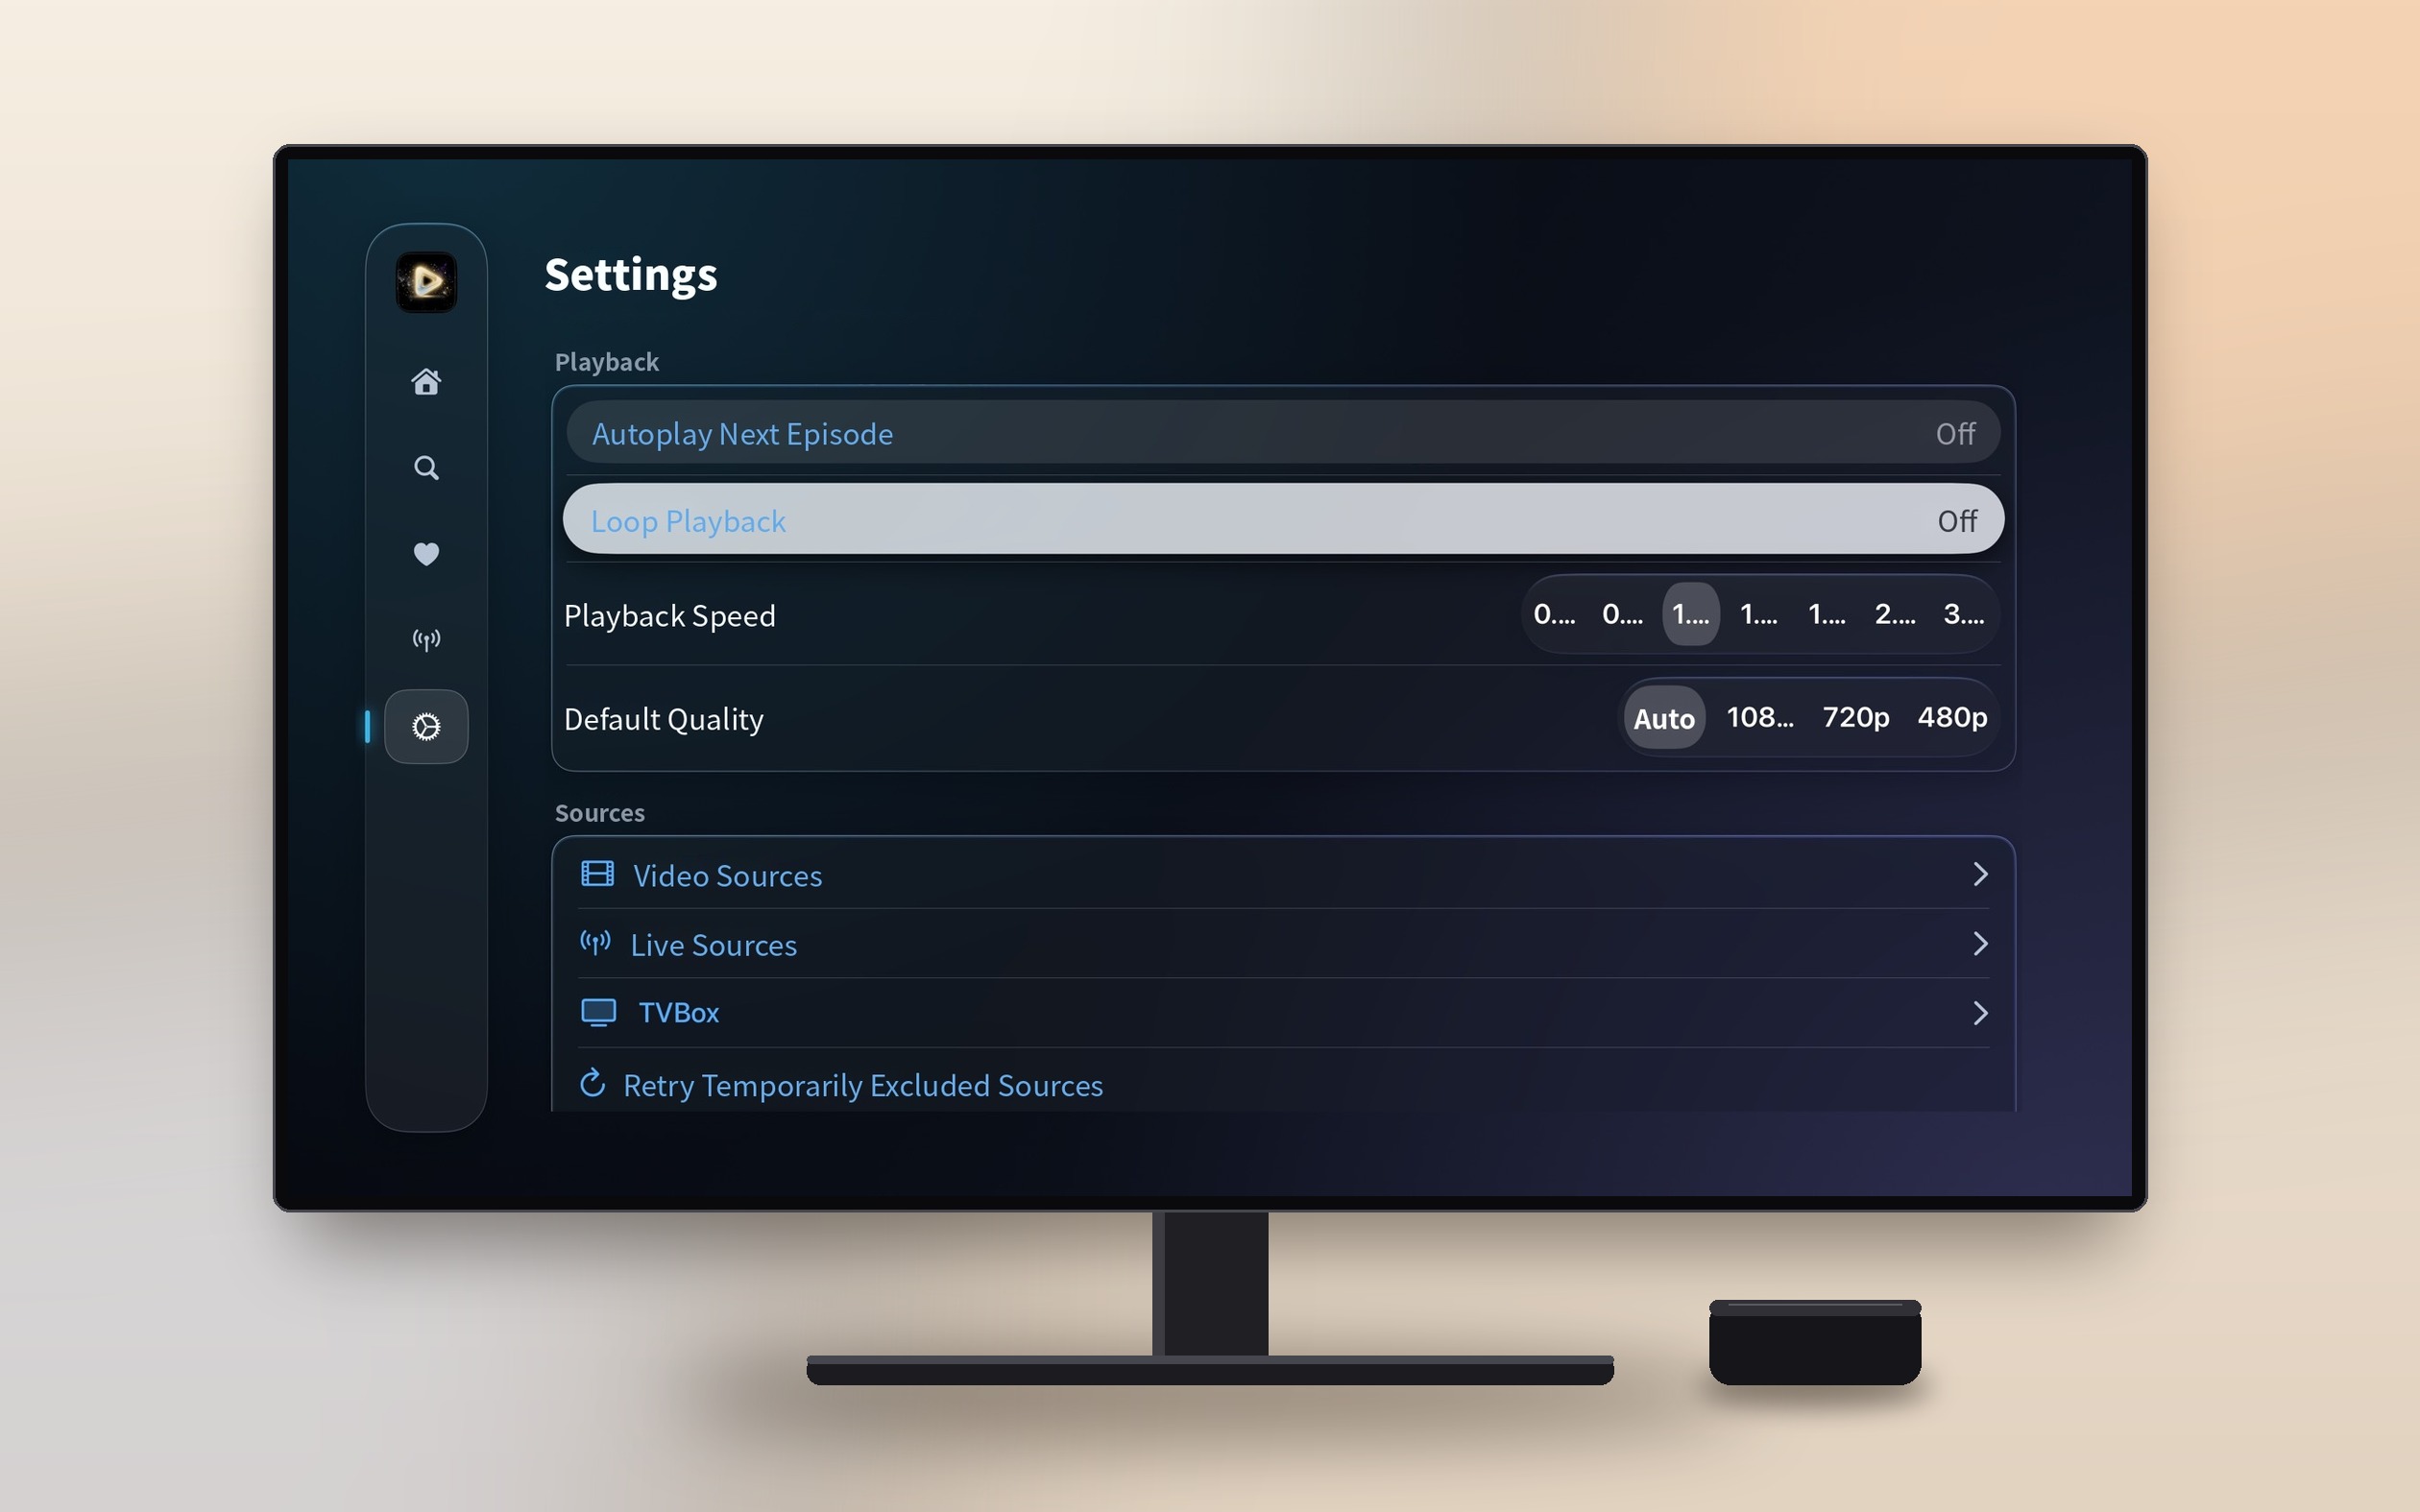 Settings
Playback
Autoplay Next Episode Off
Loop Playback Off
Playback Speed 0.... 0.... 1.... 1.... 1.... 2.... 3....
Default Quality Auto 108... 720p 480p
Sources
Video Sources
Live Sources
TVBox
Retry Temporarily Excluded Sources